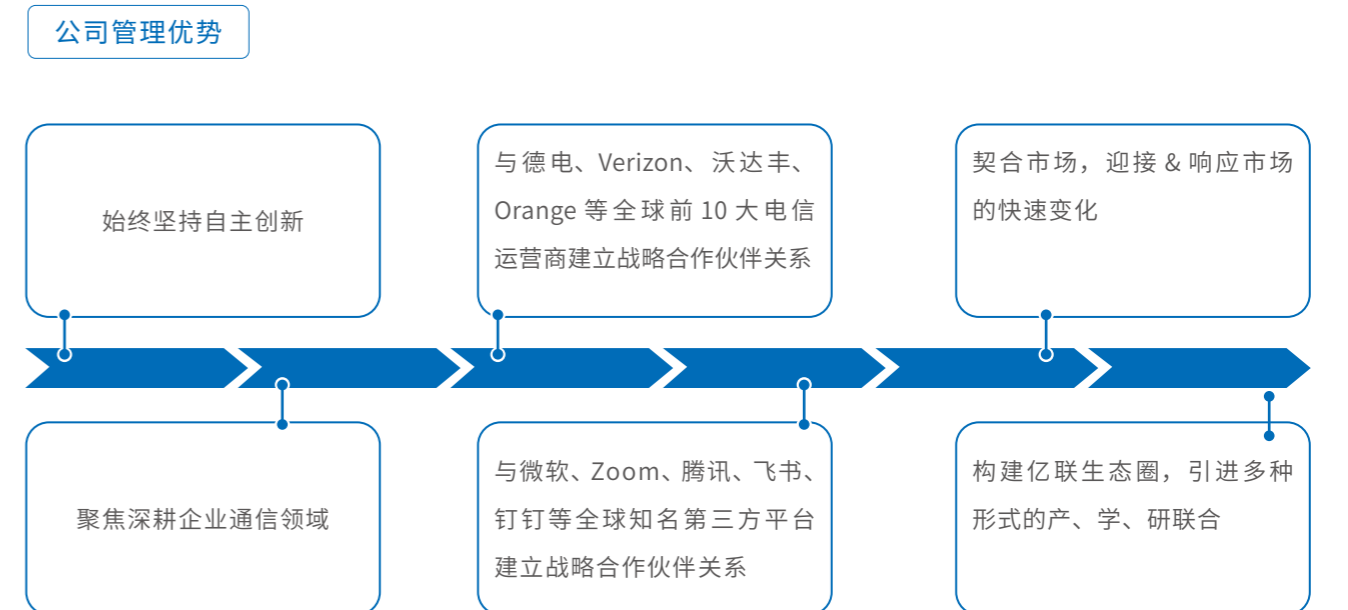 公司管理优势
始终坚持自主创新
与德电、Verizon、沃达丰、
Orange 等全球前 10 大电信
运营商建立战略合作伙伴关系
契合市场，迎接 & 响应市场
的快速变化
聚焦深耕企业通信领域
与微软、Zoom、腾讯、飞书、
钉钉等全球知名第三方平台
建立战略合作伙伴关系
构建亿联生态圈，引进多种
形式的产、学、研联合